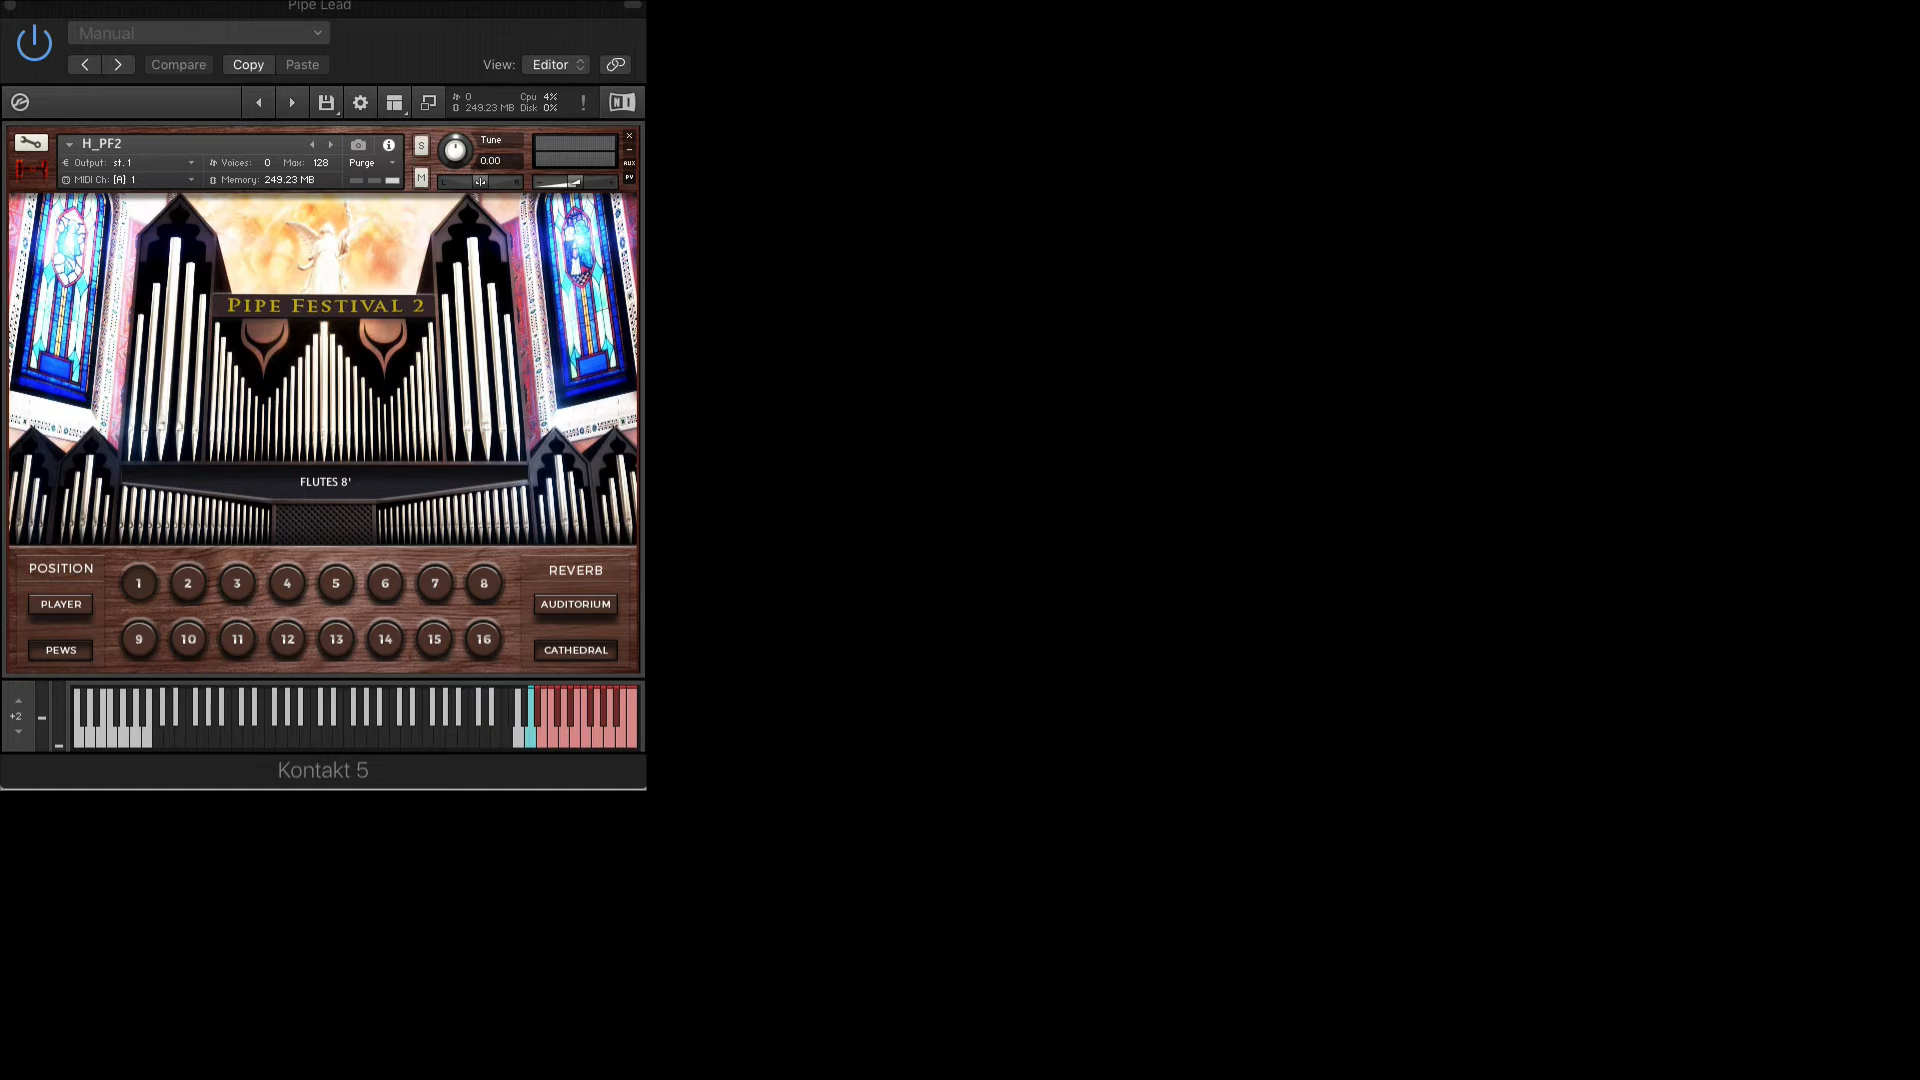 Pipe Lead
Manual
Compare
Copy
Paste
View:
Editor
0
249.23 MB
Cpu 4%
Disk 0%
!
H_PF2
Output: st. 1
Voices: 0 Max: 128
Purge
MIDI Ch: [A] 1
Memory: 249.23 MB
S
M
Tune
0.00
L
R
AUX
PV
PIPE FESTIVAL 2
FLUTES 8'
POSITION
PLAYER
PEWS
1 2 3 4 5 6 7 8
9 10 11 12 13 14 15 16
REVERB
AUDITORIUM
CATHEDRAL
+2
Kontakt 5